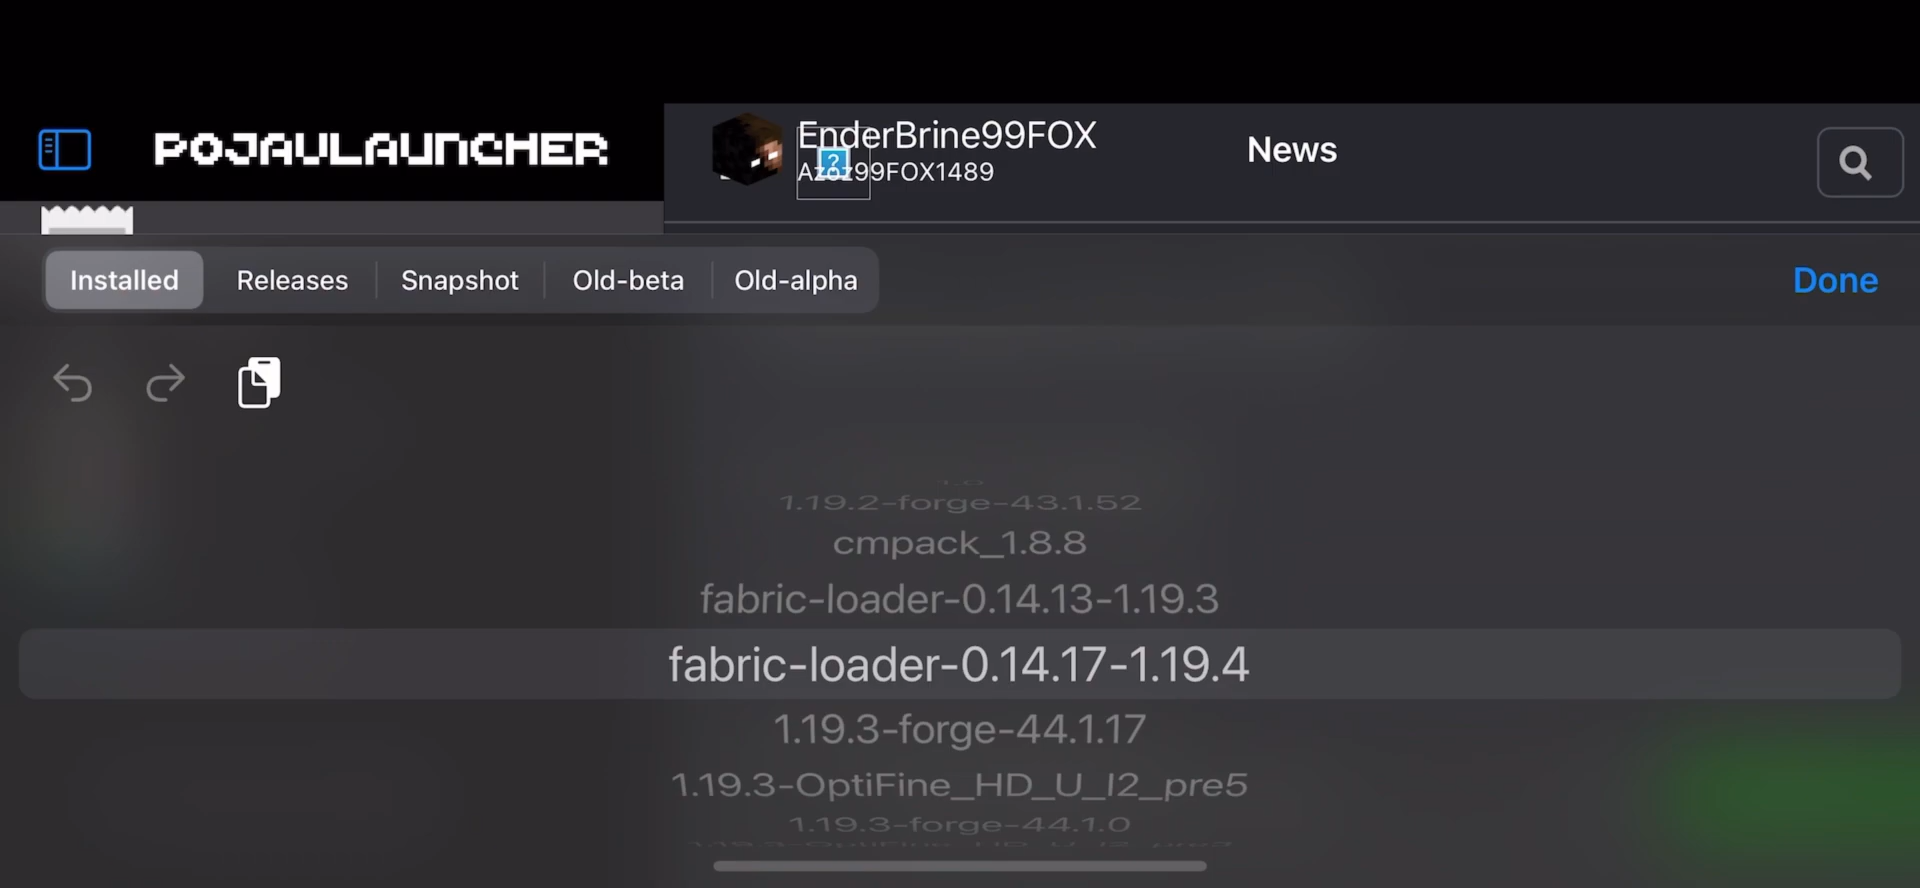 POJAVLAUNCHER
EnderBrine99FOX
Azoz99FOX1489
News
Installed
Releases
Snapshot
Old-beta
Old-alpha
Done
1.19.2-forge-43.1.52
cmpack_1.8.8
fabric-loader-0.14.13-1.19.3
fabric-loader-0.14.17-1.19.4
1.19.3-forge-44.1.17
1.19.3-OptiFine_HD_U_I2_pre5
1.19.3-forge-44.1.0